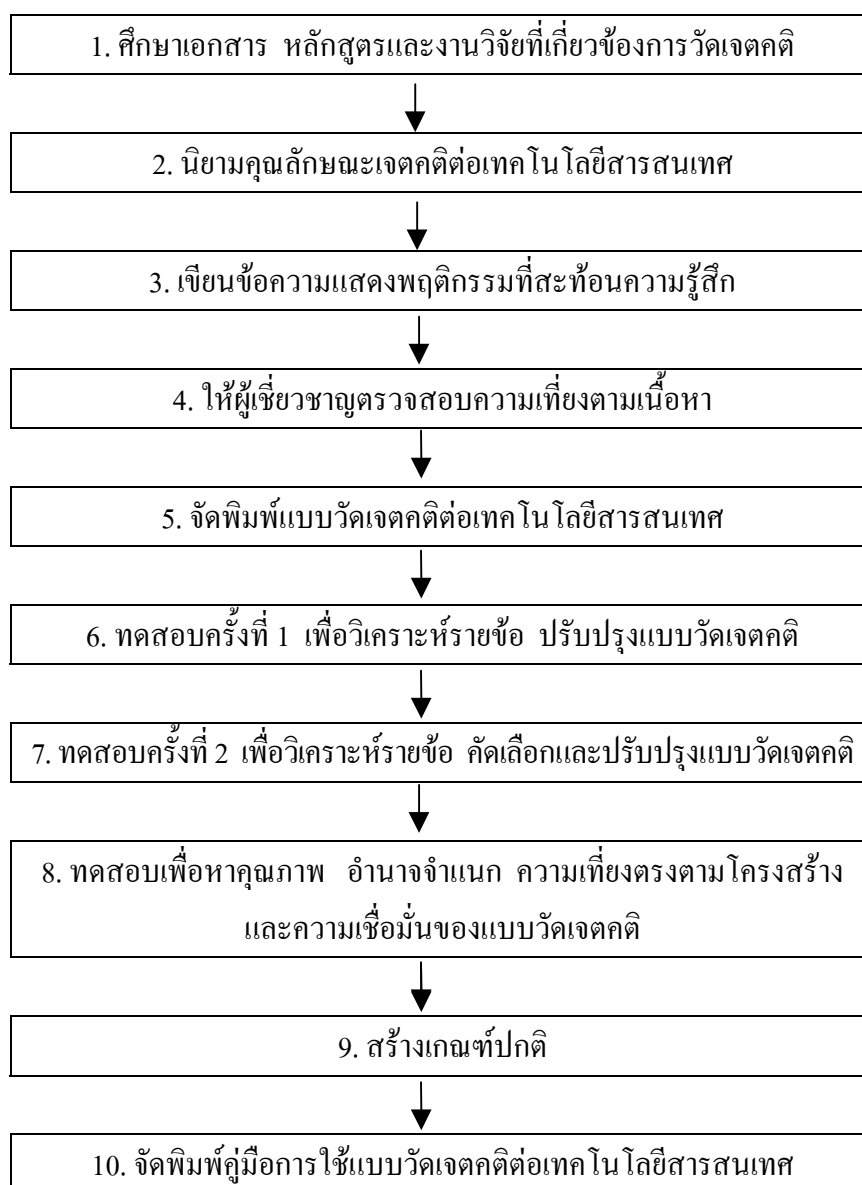 1. ศึกษาเอกสาร หลักสูตรและงานวิจัยที่เกี่ยวข้องการวัดเจตคติ
2. นิยามคุณลักษณะเจตคติต่อเทคโนโลยีสารสนเทศ
3. เขียนข้อความแสดงพฤติกรรมที่สะท้อนความรู้สึก
4. ให้ผู้เชี่ยวชาญตรวจสอบความเที่ยงตามเนื้อหา
5. จัดพิมพ์แบบวัดเจตคติต่อเทคโนโลยีสารสนเทศ
6. ทดสอบครั้งที่ 1 เพื่อวิเคราะห์รายข้อ ปรับปรุงแบบวัดเจตคติ
7. ทดสอบครั้งที่ 2 เพื่อวิเคราะห์รายข้อ คัดเลือกและปรับปรุงแบบวัดเจตคติ
8. ทดสอบเพื่อหาคุณภาพ อำนาจจำแนก ความเที่ยงตรงตามโครงสร้าง
และความเชื่อมั่นของแบบวัดเจตคติ
9. สร้างเกณฑ์ปกติ
10. จัดพิมพ์คู่มือการใช้แบบวัดเจตคติต่อเทคโนโลยีสารสนเทศ